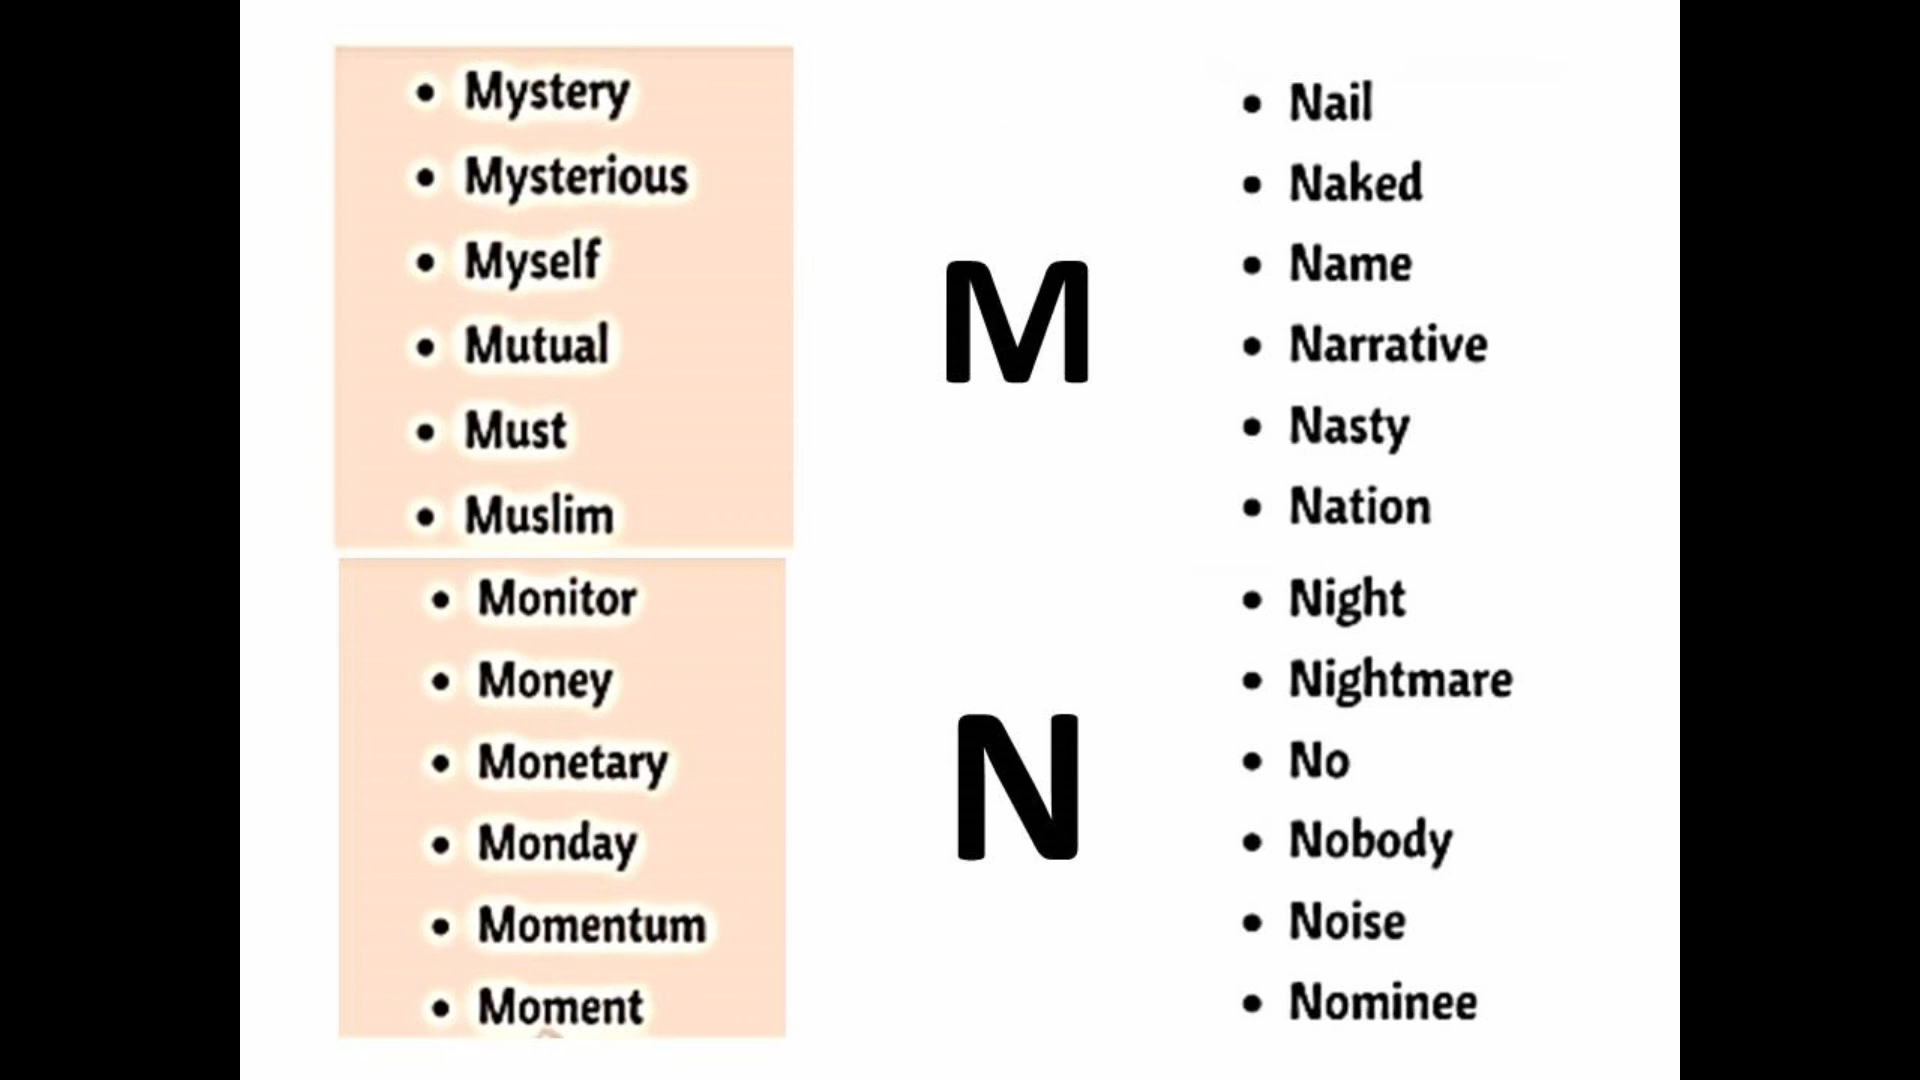 Mystery
Mysterious
Myself
Mutual
Must
Muslim
Monitor
Money
Monetary
Monday
Momentum
Moment
M
N
Nail
Naked
Name
Narrative
Nasty
Nation
Night
Nightmare
No
Nobody
Noise
Nominee